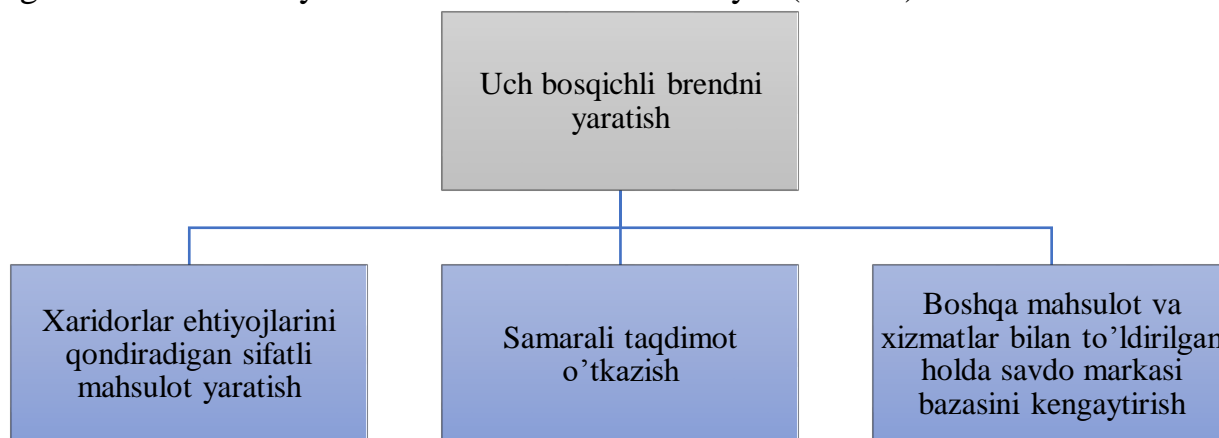 Uch bosqichli brendni
yaratish
Xaridorlar ehtiyojlarini
qondiradigan sifatli
mahsulot yaratish
Samarali taqdimot
o’tkazish
Boshqa mahsulot va
xizmatlar bilan to’ldirilgan
holda savdo markasi
bazasini kengaytirish